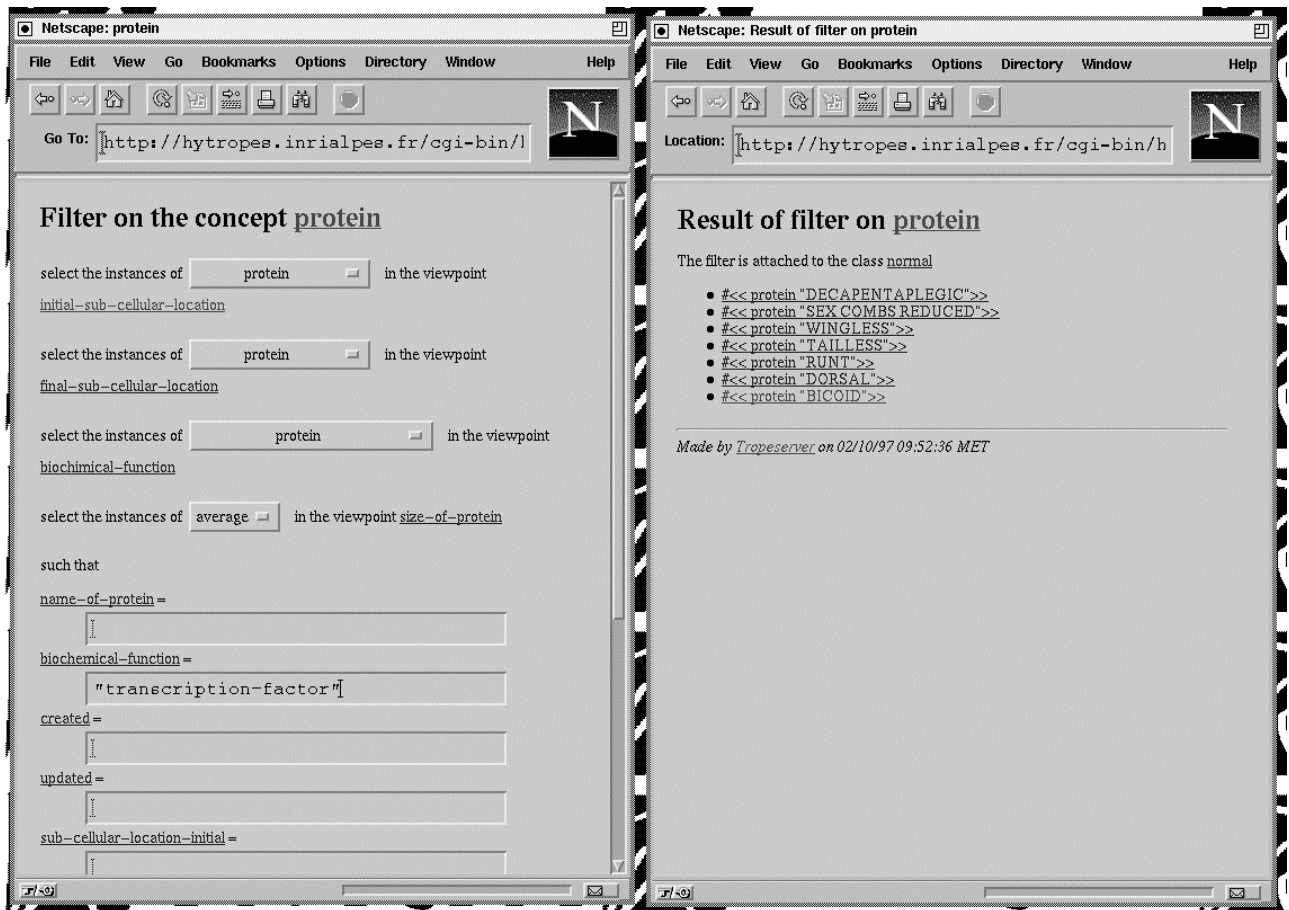 Netscape: protein
File Edit View Go Bookmarks Options Directory Window Help
N
Go To: http://hytropes.inrialpes.fr/cgi-bin/l
Filter on the concept protein
select the instances of protein in the viewpoint
initial-sub-cellular-location
select the instances of protein in the viewpoint
final-sub-cellular-location
select the instances of protein in the viewpoint
biochimical-function
select the instances of average in the viewpoint size-of-protein
such that
name-of-protein =
biochemical-function =
"transcription-factor"
created =
updated =
sub-cellular-location-initial =
Netscape: Result of filter on protein
File Edit View Go Bookmarks Options Directory Window Help
N
Location: http://hytropes.inrialpes.fr/cgi-bin/h
Result of filter on protein
The filter is attached to the class normal
#<< protein "DECAPENTAPLEGIC">>
#<< protein "SEX COMBS REDUCED">>
#<< protein "WINGLESS">>
#<< protein "TAILLESS">>
#<< protein "RUNT">>
#<< protein "DORSAL">>
#<< protein "BICOID">>
Made by Tropeserver on 02/10/97 09:52:36 MET